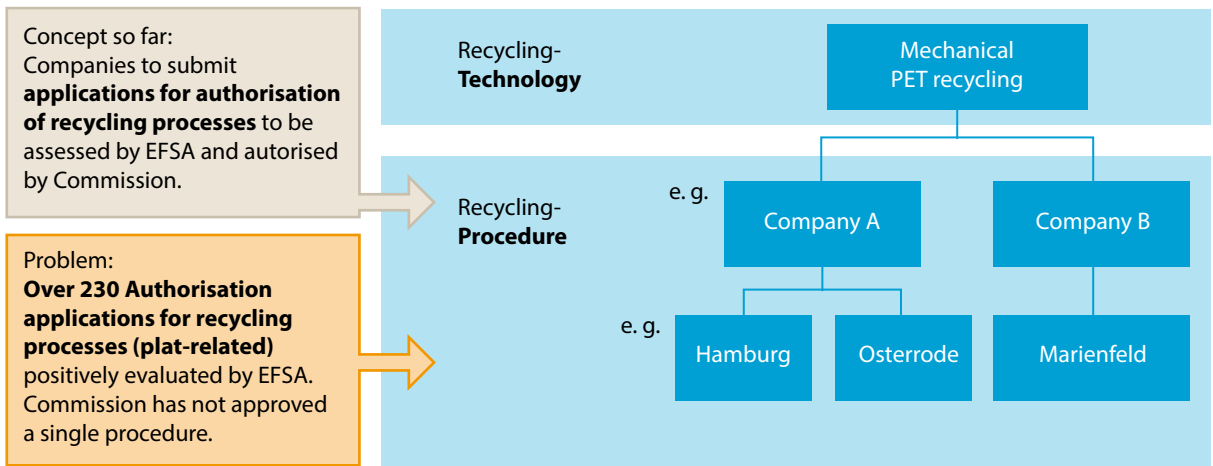 Concept so far:
Companies to submit
applications for authorisation
of recycling processes to be
assessed by EFSA and autorised
by Commission.
Problem:
Over 230 Authorisation
applications for recycling
processes (plat-related)
positively evaluated by EFSA.
Commission has not approved
a single procedure.
Recycling-
Technology
Mechanical
PET recycling
Recycling-
Procedure
e. g.
Company A
Company B
e. g.
Hamburg
Osterrode
Marienfeld